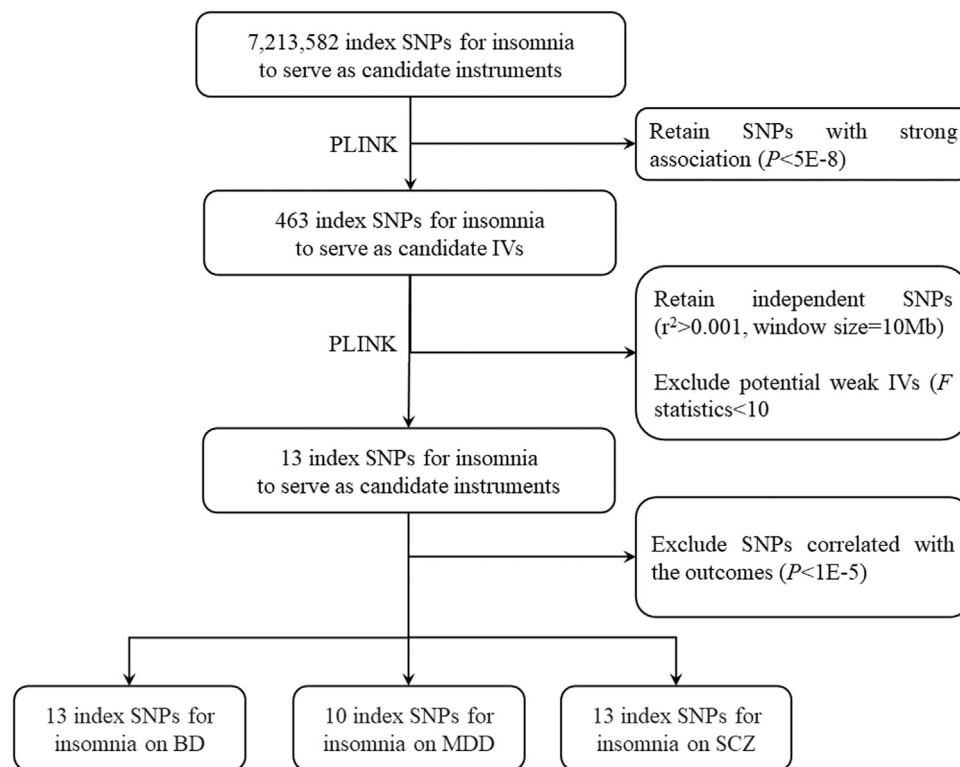 7,213,582 index SNPs for insomnia
to serve as candidate instruments
PLINK
Retain SNPs with strong
association (P<5E-8)
463 index SNPs for insomnia
to serve as candidate IVs
PLINK
Retain independent SNPs
(r²>0.001, window size=10Mb)
Exclude potential weak IVs (F
statistics<10
13 index SNPs for insomnia
to serve as candidate instruments
Exclude SNPs correlated with
the outcomes (P<1E-5)
13 index SNPs for
insomnia on BD
10 index SNPs for
insomnia on MDD
13 index SNPs for
insomnia on SCZ